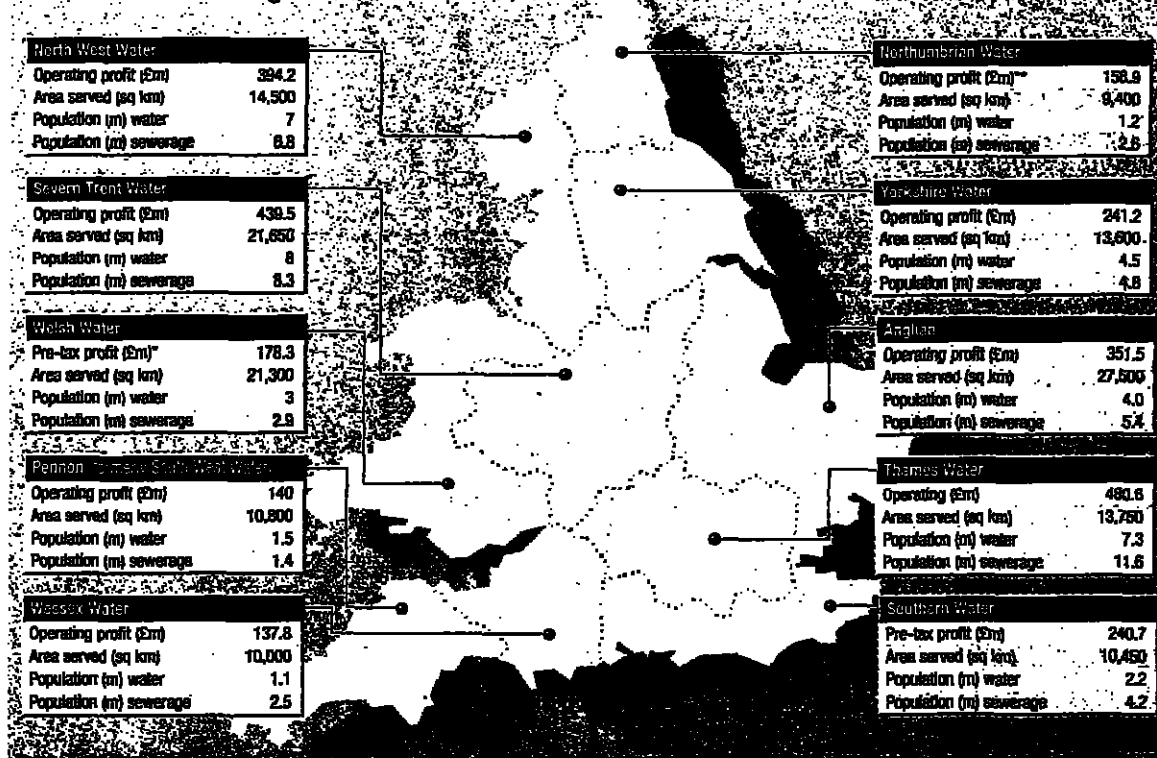 North West Water
Operating profit (£m) 394.2
Area served (sq km) 14,500
Population (m) water 7
Population (m) sewerage 6.8
Severn Trent Water
Operating profit (£m) 439.5
Area served (sq km) 21,650
Population (m) water 8
Population (m) sewerage 8.3
Welsh Water
Pre-tax profit (£m)* 178.3
Area served (sq km) 21,300
Population (m) water 3
Population (m) sewerage 2.9
Pennon formerly South West Water
Operating profit (£m) 140
Area served (sq km) 10,800
Population (m) water 1.5
Population (m) sewerage 1.4
Wessex Water
Operating profit (£m) 137.8
Area served (sq km) 10,000
Population (m) water 1.1
Population (m) sewerage 2.5
Northumbrian Water
Operating profit (£m)** 156.9
Area served (sq km) 9,400
Population (m) water 1.2
Population (m) sewerage 2.6
Yorkshire Water
Operating profit (£m) 241.2
Area served (sq km) 13,600
Population (m) water 4.5
Population (m) sewerage 4.8
Anglian
Operating profit (£m) 351.5
Area served (sq km) 27,500
Population (m) water 4.0
Population (m) sewerage 5.4
Thames Water
Operating (£m) 480.6
Area served (sq km) 13,750
Population (m) water 7.3
Population (m) sewerage 11.6
Southern Water
Pre-tax profit (£m) 240.7
Area served (sq km) 10,450
Population (m) water 2.2
Population (m) sewerage 4.2